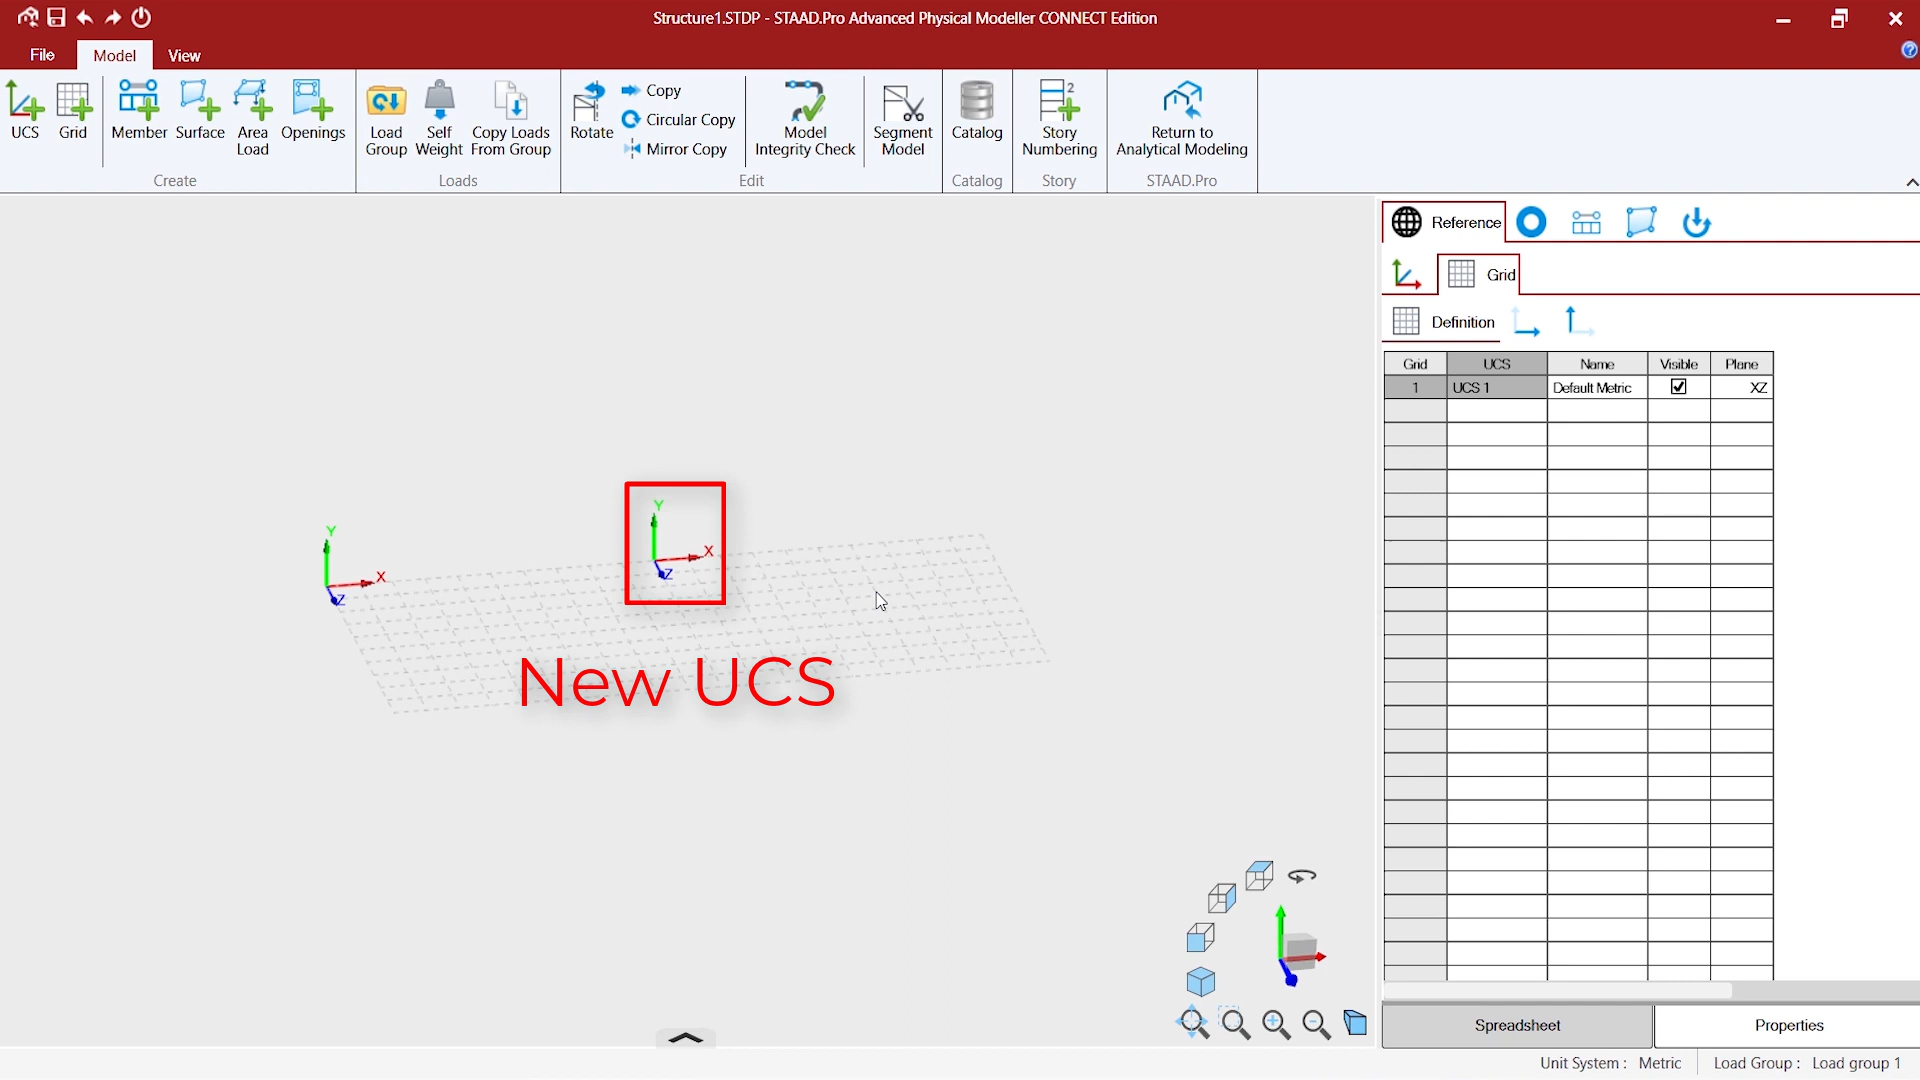 Structure1.STDP - STAAD.Pro Advanced Physical Modeller CONNECT Edition
File Model View
UCS Grid Member Surface Area Load Openings
Create
Load Group Self Weight Copy Loads From Group
Loads
Rotate Copy
Circular Copy
Mirror Copy
Model Integrity Check
Segment Model
Edit
Catalog
Catalog
Story Numbering
Story
Return to Analytical Modeling
STAAD.Pro
Reference
Grid
Definition
Grid UCS Name Visible Plane
1 UCS 1 Default Metric XZ
Y
X
Z
Y
X
Z
New UCS
Spreadsheet Properties
Unit System : Metric Load Group : Load group 1